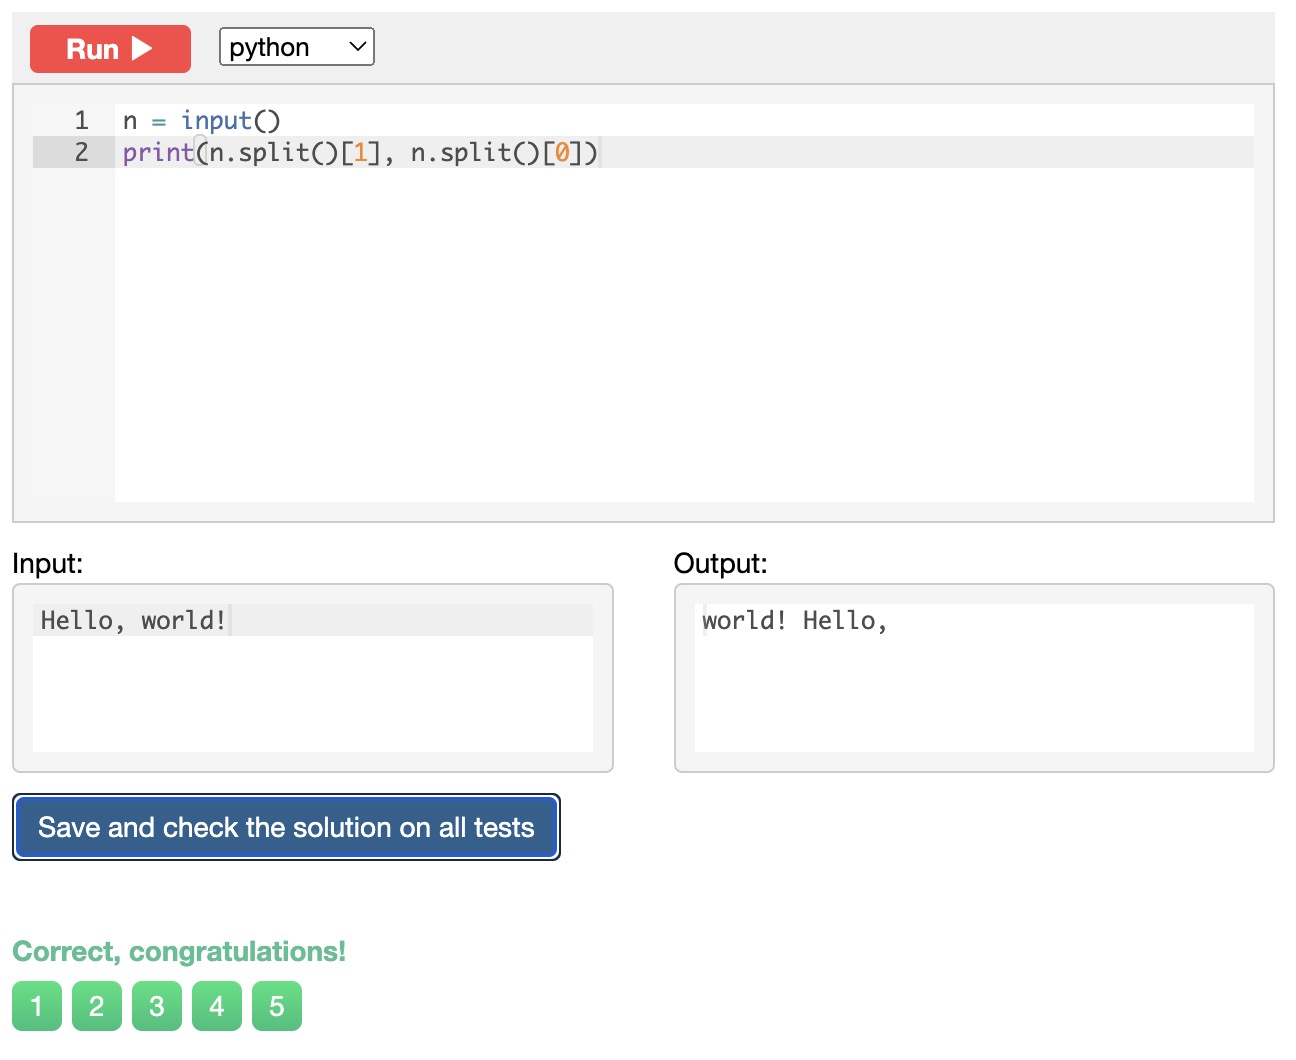 Run
python
1 n = input()
2 print(n.split()[1], n.split()[0])
Input:
Output:
Hello, world!
world! Hello,
Save and check the solution on all tests
Correct, congratulations!
1 2 3 4 5